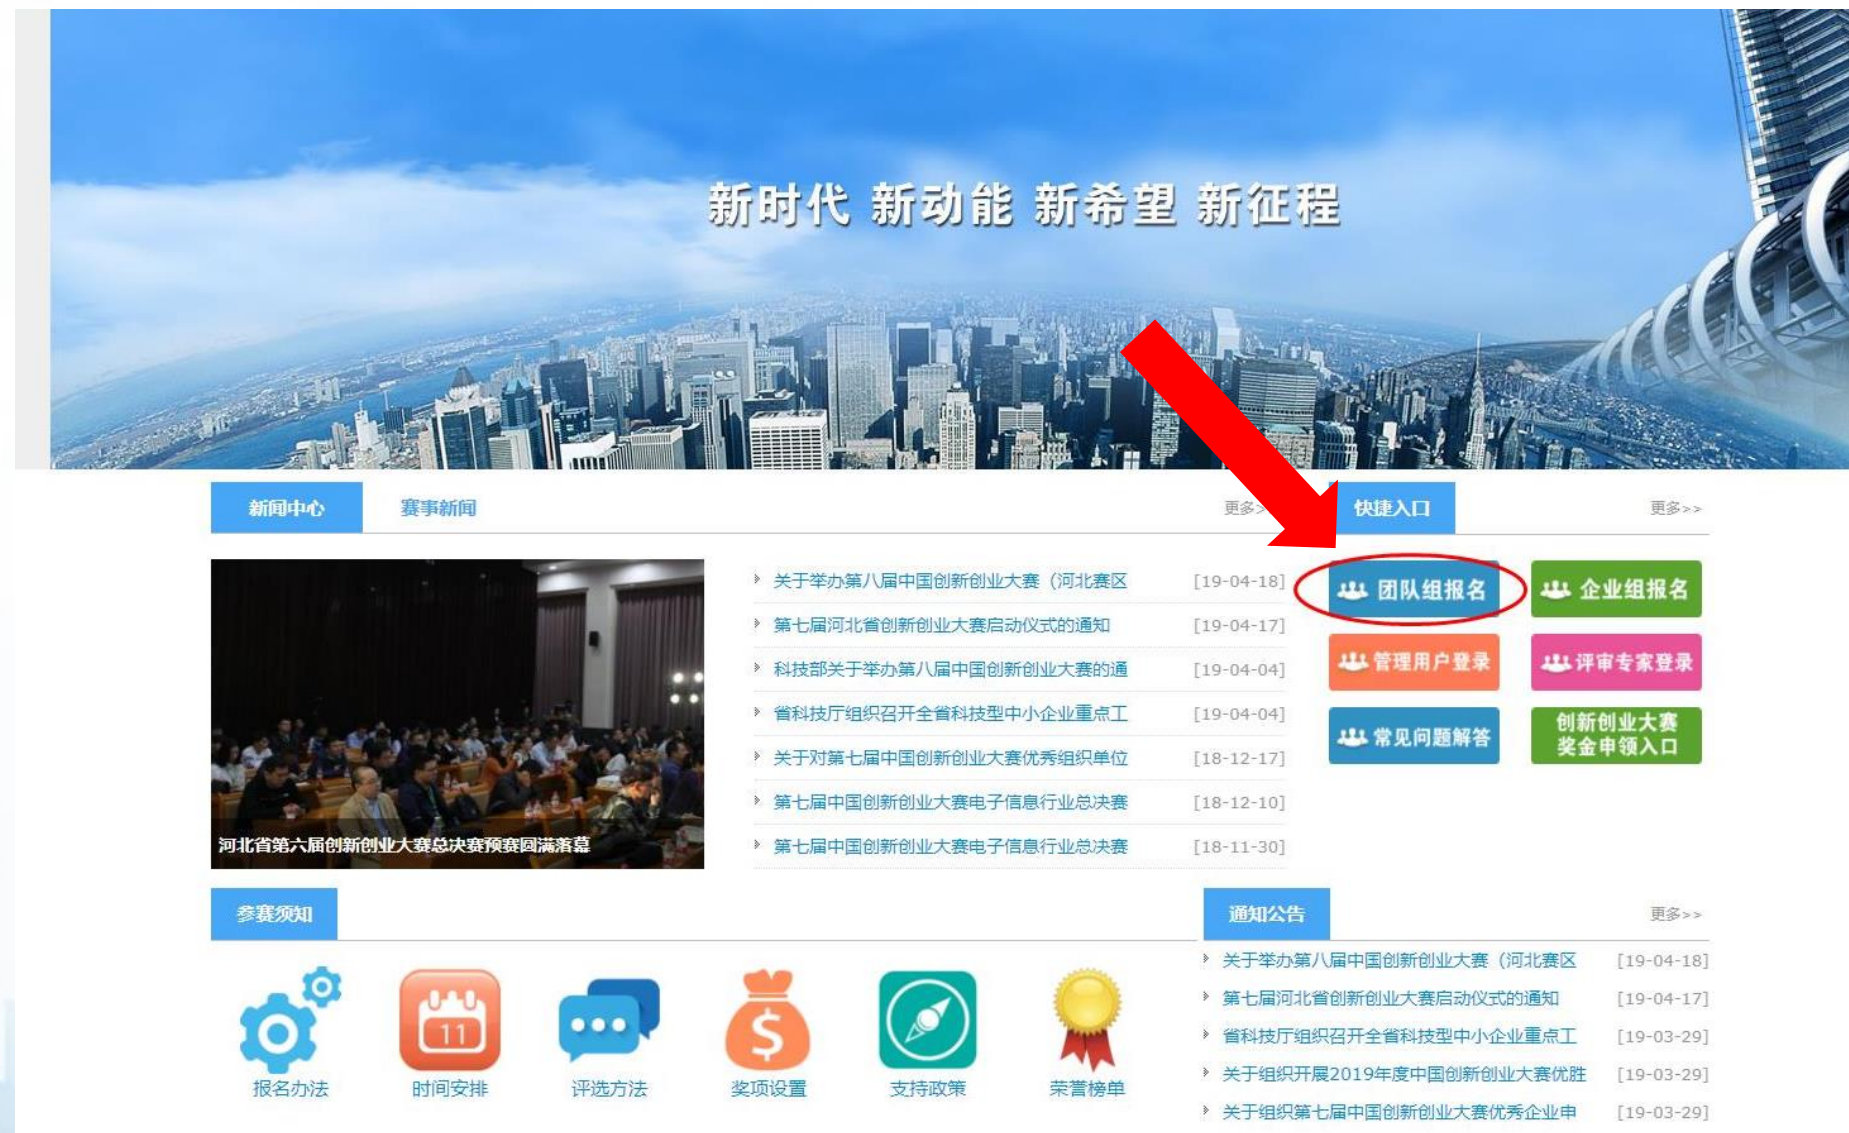 新时代 新动能 新希望 新征程
新闻中心
赛事新闻
更多>
关于举办第八届中国创新创业大赛（河北赛区
[19-04-18]
第七届河北省创新创业大赛启动仪式的通知
[19-04-17]
科技部关于举办第八届中国创新创业大赛的通
[19-04-04]
省科技厅组织召开全省科技型中小企业重点工
[19-04-04]
关于对第七届中国创新创业大赛优秀组织单位
[18-12-17]
第七届中国创新创业大赛电子信息行业总决赛
[18-12-10]
第七届中国创新创业大赛电子信息行业总决赛
[18-11-30]
河北省第六届创新创业大赛总决赛预赛圆满落幕
快捷入口
更多>>
团队组报名
企业组报名
管理用户登录
评审专家登录
常见问题解答
创新创业大赛
奖金申领入口
参赛须知
11
$
报名办法
时间安排
评选方法
奖项设置
支持政策
荣誉榜单
通知公告
更多>>
关于举办第八届中国创新创业大赛（河北赛区
[19-04-18]
第七届河北省创新创业大赛启动仪式的通知
[19-04-17]
省科技厅组织召开全省科技型中小企业重点工
[19-03-29]
关于组织开展2019年度中国创新创业大赛优胜
[19-03-29]
关于组织第七届中国创新创业大赛优秀企业申
[19-03-29]